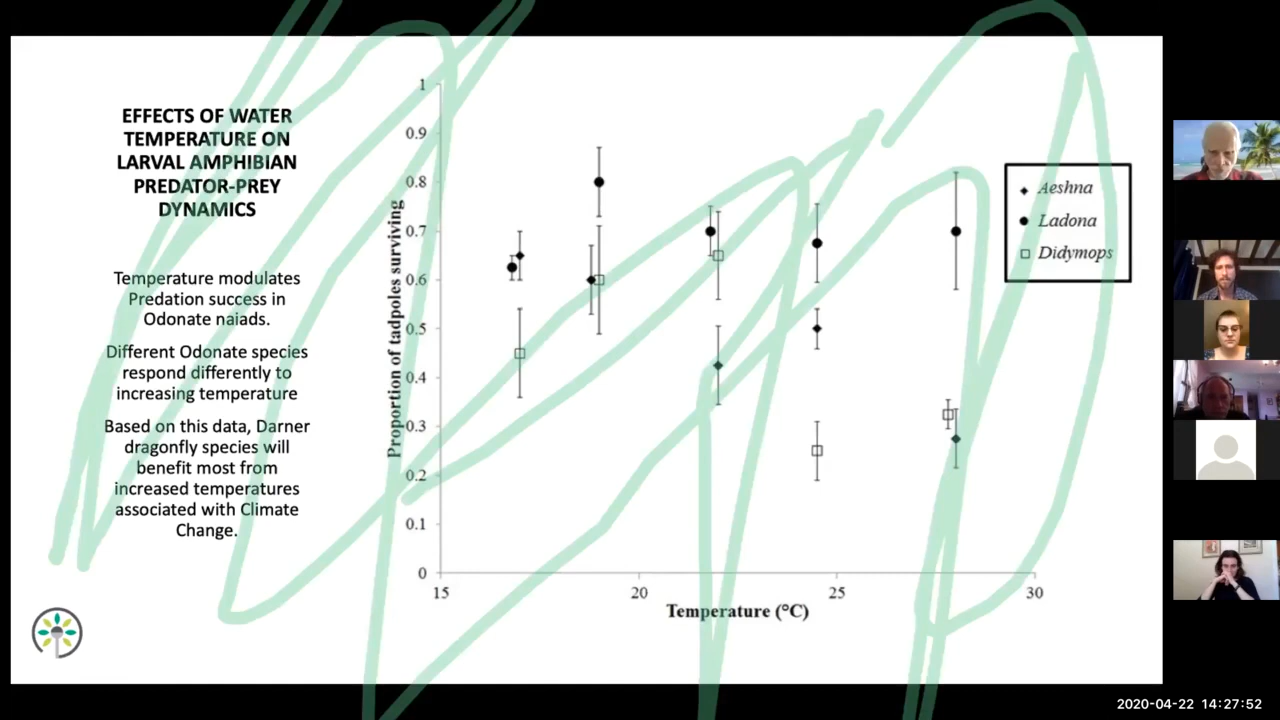 EFFECTS OF WATER
TEMPERATURE ON
LARVAL AMPHIBIAN
PREDATOR-PREY
DYNAMICS
Temperature modulates
Predation success in
Odonate naiads.
Different Odonate species
respond differently to
increasing temperature
Based on this data, Darner
dragonfly species will
benefit most from
increased temperatures
associated with Climate
Change.
Proportion of tadpoles surviving
1
0.9
0.8
0.7
0.6
0.5
0.4
0.3
0.2
0.1
0
15
20
25
30
Temperature (°C)
Aeshna
Ladona
Didymops
2020-04-22 14:27:52